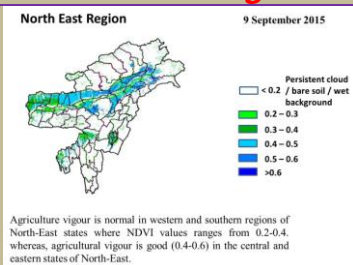 North East Region
9 September 2015
Persistent cloud
< 0.2 / bare soil / wet
background
0.2 – 0.3
0.3 – 0.4
0.4 – 0.5
0.5 – 0.6
>0.6
Agriculture vigour is normal in western and southern regions of
North-East states where NDVI values ranges from 0.2-0.4.
whereas, agricultural vigour is good (0.4-0.6) in the central and
eastern states of North-East.